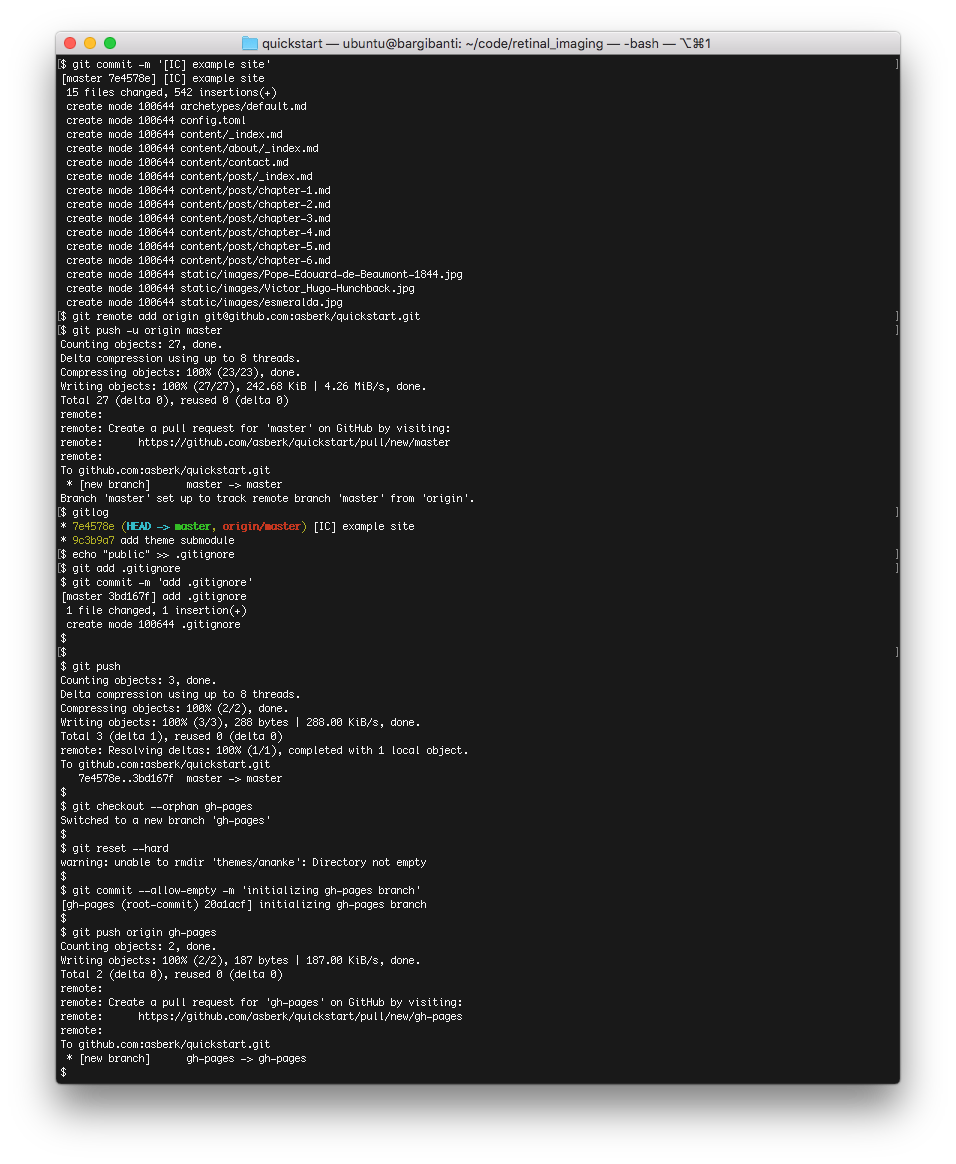 quickstart — ubuntu@bargibanti: ~/code/retinal_imaging — -bash — ⌥⌘1
[$ git commit -m '[IC] example site' ]
[master 7e4578e] [IC] example site
 15 files changed, 542 insertions(+)
 create mode 100644 archetypes/default.md
 create mode 100644 config.toml
 create mode 100644 content/_index.md
 create mode 100644 content/about/_index.md
 create mode 100644 content/contact.md
 create mode 100644 content/post/_index.md
 create mode 100644 content/post/chapter-1.md
 create mode 100644 content/post/chapter-2.md
 create mode 100644 content/post/chapter-3.md
 create mode 100644 content/post/chapter-4.md
 create mode 100644 content/post/chapter-5.md
 create mode 100644 content/post/chapter-6.md
 create mode 100644 static/images/Pope-Edouard-de-Beaumont-1844.jpg
 create mode 100644 static/images/Victor_Hugo-Hunchback.jpg
 create mode 100644 static/images/esmeralda.jpg
[$ git remote add origin git@github.com:asberk/quickstart.git ]
[$ git push -u origin master ]
Counting objects: 27, done.
Delta compression using up to 8 threads.
Compressing objects: 100% (23/23), done.
Writing objects: 100% (27/27), 242.68 KiB | 4.26 MiB/s, done.
Total 27 (delta 0), reused 0 (delta 0)
remote:
remote: Create a pull request for 'master' on GitHub by visiting:
remote:      https://github.com/asberk/quickstart/pull/new/master
remote:
To github.com:asberk/quickstart.git
 * [new branch]      master -> master
Branch 'master' set up to track remote branch 'master' from 'origin'.
[$ gitlog ]
* 7e4578e (HEAD -> master, origin/master) [IC] example site
* 9c3b9a7 add theme submodule
[$ echo "public" >> .gitignore ]
[$ git add .gitignore ]
$ git commit -m 'add .gitignore'
[master 3bd167f] add .gitignore
 1 file changed, 1 insertion(+)
 create mode 100644 .gitignore
$
[$ ]
$ git push
Counting objects: 3, done.
Delta compression using up to 8 threads.
Compressing objects: 100% (2/2), done.
Writing objects: 100% (3/3), 288 bytes | 288.00 KiB/s, done.
Total 3 (delta 1), reused 0 (delta 0)
remote: Resolving deltas: 100% (1/1), completed with 1 local object.
To github.com:asberk/quickstart.git
   7e4578e..3bd167f  master -> master
$
$ git checkout --orphan gh-pages
Switched to a new branch 'gh-pages'
$
$ git reset --hard
warning: unable to rmdir 'themes/ananke': Directory not empty
$
$ git commit --allow-empty -m 'initializing gh-pages branch'
[gh-pages (root-commit) 20a1acf] initializing gh-pages branch
$
$ git push origin gh-pages
Counting objects: 2, done.
Writing objects: 100% (2/2), 187 bytes | 187.00 KiB/s, done.
Total 2 (delta 0), reused 0 (delta 0)
remote:
remote: Create a pull request for 'gh-pages' on GitHub by visiting:
remote:      https://github.com/asberk/quickstart/pull/new/gh-pages
remote:
To github.com:asberk/quickstart.git
 * [new branch]      gh-pages -> gh-pages
$